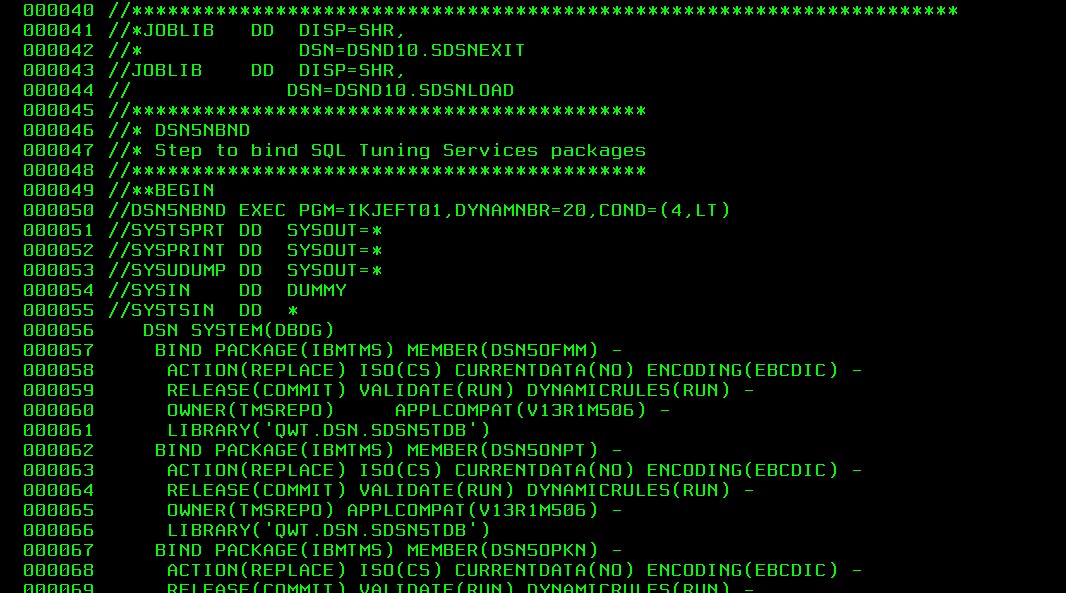 000040 //*********************************************************************
000041 //*JOBLIB   DD  DISP=SHR,
000042 //*             DSN=DSND10.SDSNEXIT
000043 //JOBLIB    DD  DISP=SHR,
000044 //             DSN=DSND10.SDSNLOAD
000045 //*******************************************
000046 //* DSN5NBND
000047 //* Step to bind SQL Tuning Services packages
000048 //*******************************************
000049 //**BEGIN
000050 //DSN5NBND EXEC PGM=IKJEFT01,DYNAMNBR=20,COND=(4,LT)
000051 //SYSTSPRT DD  SYSOUT=*
000052 //SYSPRINT DD  SYSOUT=*
000053 //SYSUDUMP DD  SYSOUT=*
000054 //SYSIN    DD  DUMMY
000055 //SYSTSIN  DD  *
000056    DSN SYSTEM(DBDG)
000057     BIND PACKAGE(IBMTMS) MEMBER(DSN5OFMM) -
000058      ACTION(REPLACE) ISO(CS) CURRENTDATA(NO) ENCODING(EBCDIC) -
000059      RELEASE(COMMIT) VALIDATE(RUN) DYNAMICRULES(RUN) -
000060      OWNER(TMSREPO)     APPLCOMPAT(V13R1M506) -
000061      LIBRARY('QWT.DSN.SDSN5TDB')
000062     BIND PACKAGE(IBMTMS) MEMBER(DSN5ONPT) -
000063      ACTION(REPLACE) ISO(CS) CURRENTDATA(NO) ENCODING(EBCDIC) -
000064      RELEASE(COMMIT) VALIDATE(RUN) DYNAMICRULES(RUN) -
000065      OWNER(TMSREPO) APPLCOMPAT(V13R1M506) -
000066      LIBRARY('QWT.DSN.SDSN5TDB')
000067     BIND PACKAGE(IBMTMS) MEMBER(DSN5OPKN) -
000068      ACTION(REPLACE) ISO(CS) CURRENTDATA(NO) ENCODING(EBCDIC) -
000069      RELEASE(COMMIT) VALIDATE(RUN) DYNAMICRULES(RUN) -